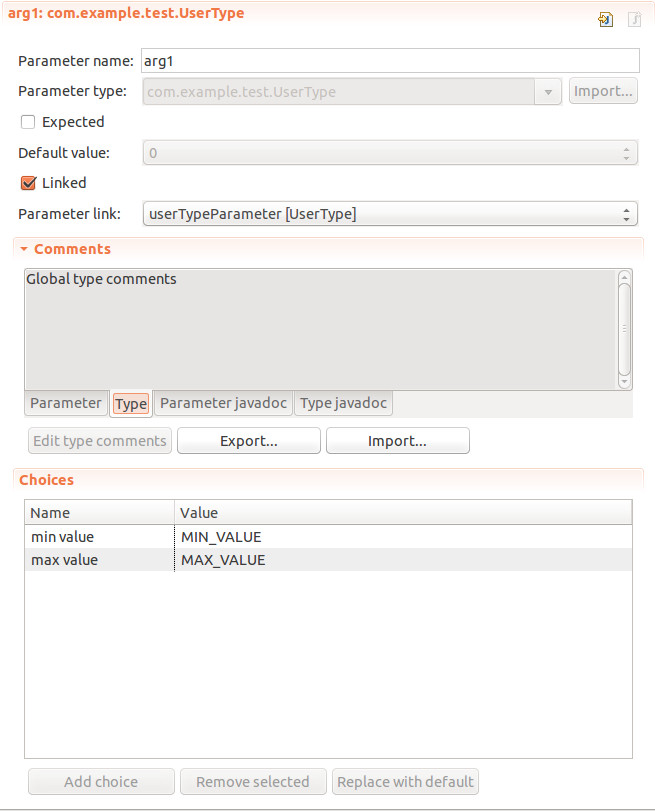 arg1: com.example.test.UserType
Parameter name: arg1
Parameter type: com.example.test.UserType Import...
Expected
Default value: 0
Linked
Parameter link: userTypeParameter [UserType]
Comments
Global type comments
Parameter Type Parameter javadoc Type javadoc
Edit type comments Export... Import...
Choices
Name Value
min value MIN_VALUE
max value MAX_VALUE
Add choice Remove selected Replace with default